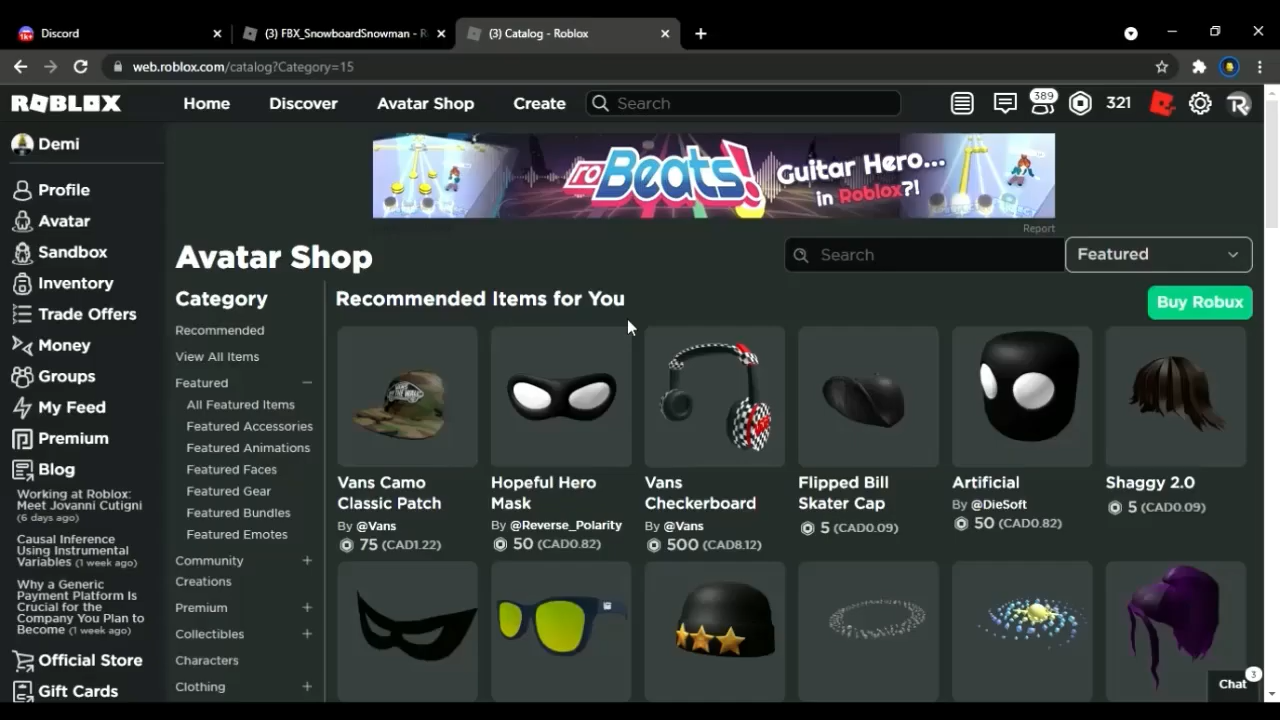 1k+
Discord
(3) FBX_SnowboardSnowman - R
(3) Catalog - Roblox
web.roblox.com/catalog?Category=15
ROBLOX
Home
Discover
Avatar Shop
Create
Search
389
321
Demi
Profile
Avatar
Sandbox
Inventory
Trade Offers
Money
Groups
My Feed
Premium
Blog
Working at Roblox:
Meet Jovanni Cutigni
(6 days ago)
Causal Inference
Using Instrumental
Variables (1 week ago)
Why a Generic
Payment Platform Is
Crucial for the
Company You Plan to
Become (1 week ago)
Official Store
Gift Cards
roBeats!
Guitar Hero...
in Roblox?!
Report
Avatar Shop
Search
Featured
Category
Recommended
View All Items
Featured
All Featured Items
Featured Accessories
Featured Animations
Featured Faces
Featured Gear
Featured Bundles
Featured Emotes
Community
Creations
Premium
Collectibles
Characters
Clothing
Recommended Items for You
Buy Robux
Vans Camo
Classic Patch
By @Vans
75 (CAD1.22)
Hopeful Hero
Mask
By @Reverse_Polarity
50 (CAD0.82)
Vans
Checkerboard
By @Vans
500 (CAD8.12)
Flipped Bill
Skater Cap
5 (CAD0.09)
Artificial
By @DieSoft
50 (CAD0.82)
Shaggy 2.0
5 (CAD0.09)
Chat
3